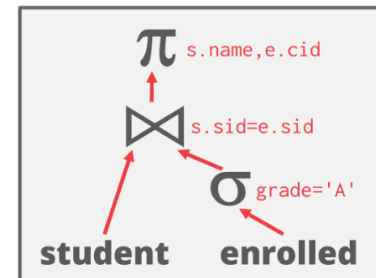 π s.name,e.cid
⋈ s.sid=e.sid
σ grade='A'
student enrolled